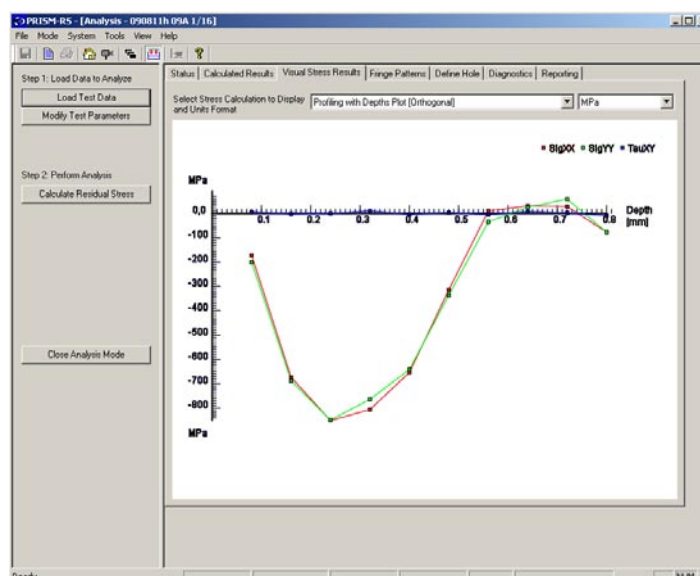 PRISM-RS - [Analysis - 090811h 09A 1/16]
File Mode System Tools View Help
Step 1: Load Data to Analyze
Load Test Data
Modify Test Parameters
Step 2: Perform Analysis
Calculate Residual Stress
Close Analysis Mode
Status Calculated Results Visual Stress Results Fringe Patterns Define Hole Diagnostics Reporting
Select Stress Calculation to Display
and Units Format
Profiling with Depths Plot [Orthogonal]
MPa
SigXX SigYY TauXY
MPa
0,0
0.1 0.2 0.3 0.4 0.5 0.6 0.7 0.8
Depth
[mm]
-100
-200
-300
-400
-500
-600
-700
-800
MPa
Ready
NUM